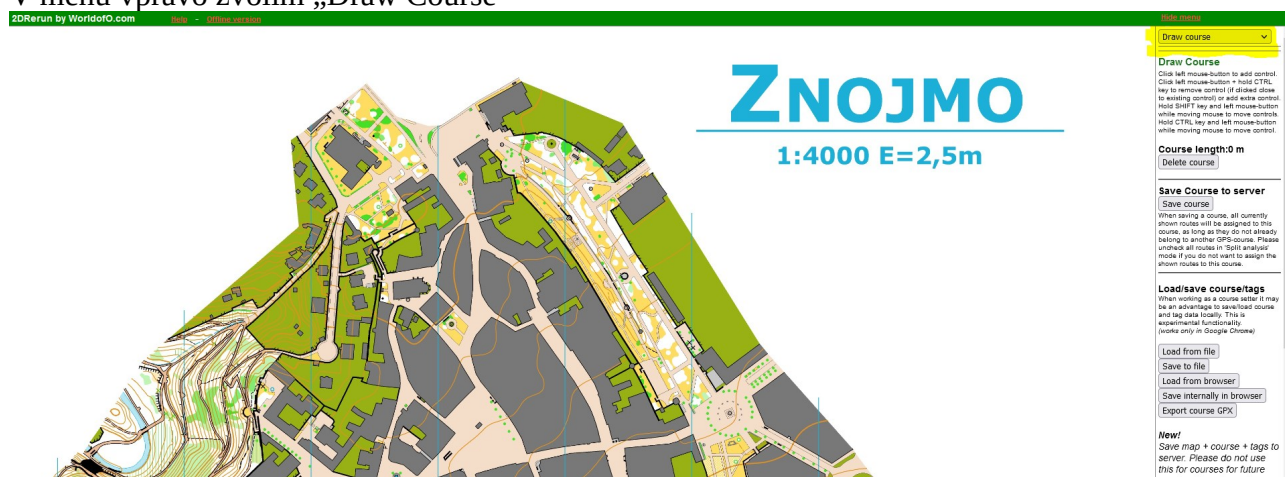 V menu vpravo zvolím „Draw Course“
2DRerun by WorldofO.com Help - Offline version Hide menu
Draw course
ZNOJMO
1:4000 E=2,5m
Draw Course
Click left mouse-button to add control.
Click left mouse-button + hold CTRL
key to remove control (if clicked close
to existing control) or add extra control.
Hold SHIFT key and left mouse-button
while moving mouse to move controls.
Hold CTRL key and left mouse-button
while moving mouse to move control.
Course length:0 m
Delete course
Save Course to server
Save course
When saving a course, all currently
shown routes will be assigned to this
course, as long as they do not already
belong to another GPS-course. Please
uncheck all routes in 'Split analysis'
mode if you do not want to assign the
shown routes to this course.
Load/save course/tags
When working as a course setter it may
be an advantage to save/load course
and tag data locally. This is
experimental functionality.
(works only in Google Chrome)
Load from file
Save to file
Load from browser
Save internally in browser
Export course GPX
New!
Save map + course + tags to
server. Please do not use
this for courses for future